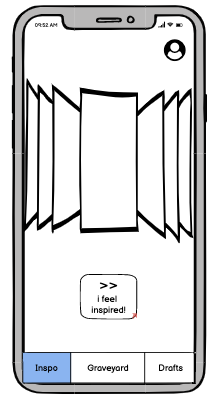 09:52 AM
>>
i feel
inspired!
Inspo Graveyard Drafts